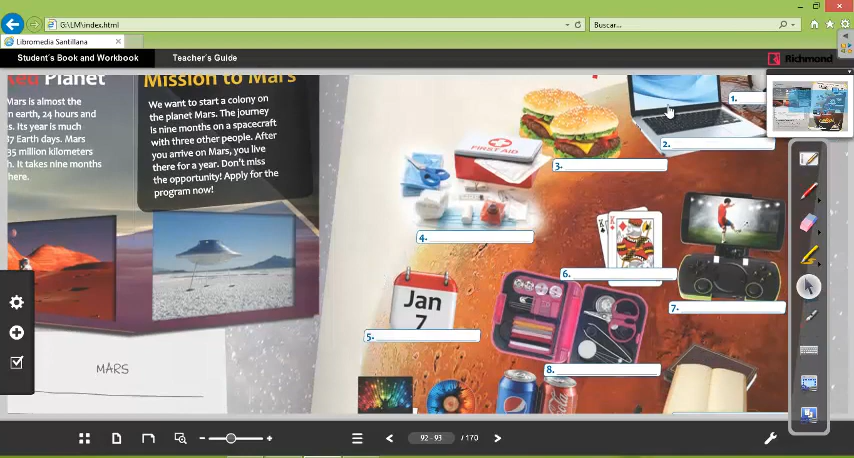 G:\LM\index.html
Buscar...
Libromedia Santillana
Student's Book and Workbook
Teacher's Guide
Richmond
Red Planet
Mars is almost the
n earth, 24 hours and
s. Its year is much
37 Earth days. Mars
35 million kilometers
h. It takes nine months
here.
Mission to Mars
We want to start a colony on
the planet Mars. The journey
is nine months on a spacecraft
with three other people. After
you arrive on Mars, you live
there for a year. Don't miss
the opportunity! Apply for the
program now!
MARS
1.
2.
3.
FIRST AID
4.
K
K
6.
7.
Jan
7
5.
8.
pepsi
Coca-Cola
92 - 93
/ 170